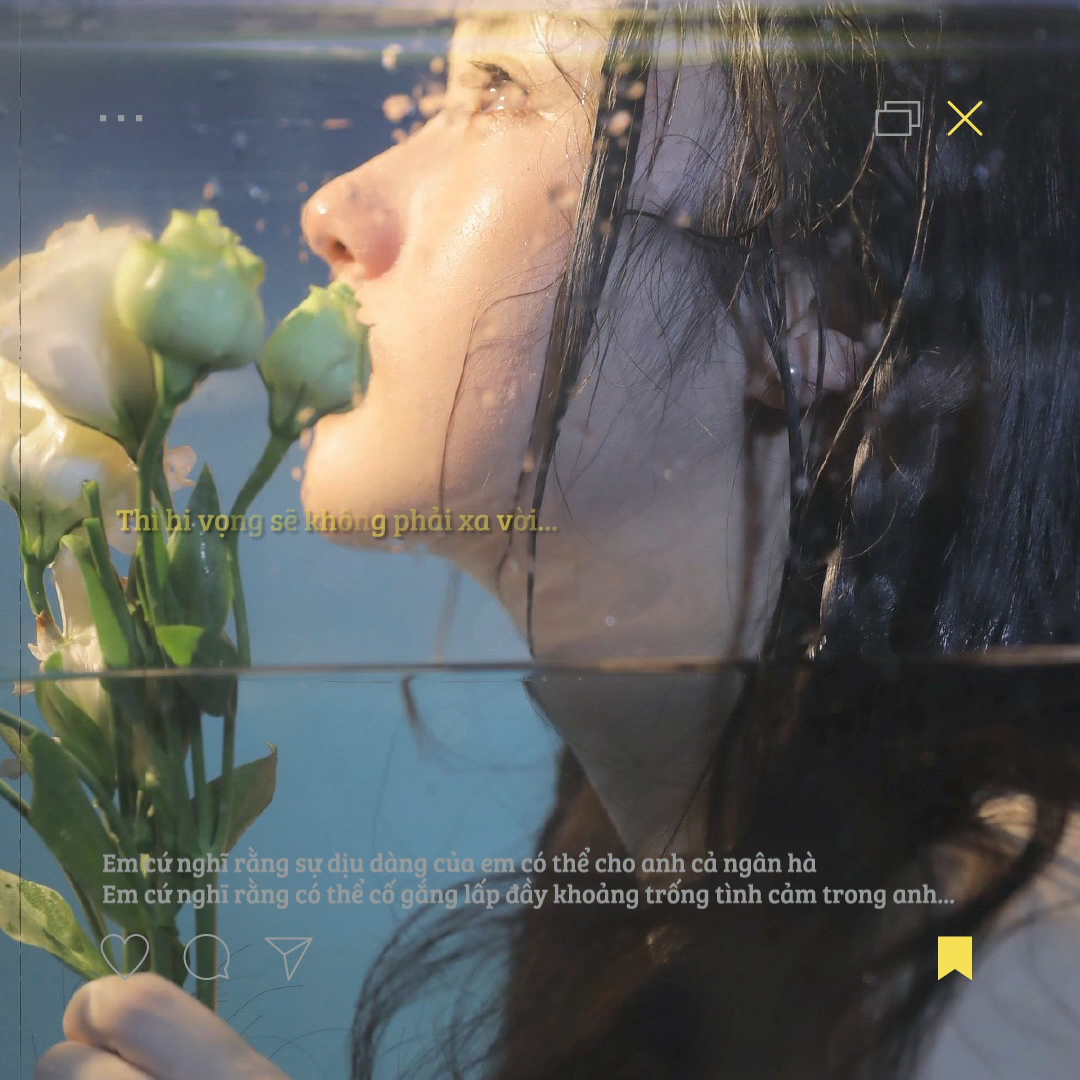 Thì hi vọng sẽ không phải xa vời...
Em cứ nghĩ rằng sự dịu dàng của em có thể cho anh cả ngân hà
Em cứ nghĩ rằng có thể cố gắng lấp đầy khoảng trống tình cảm trong anh...